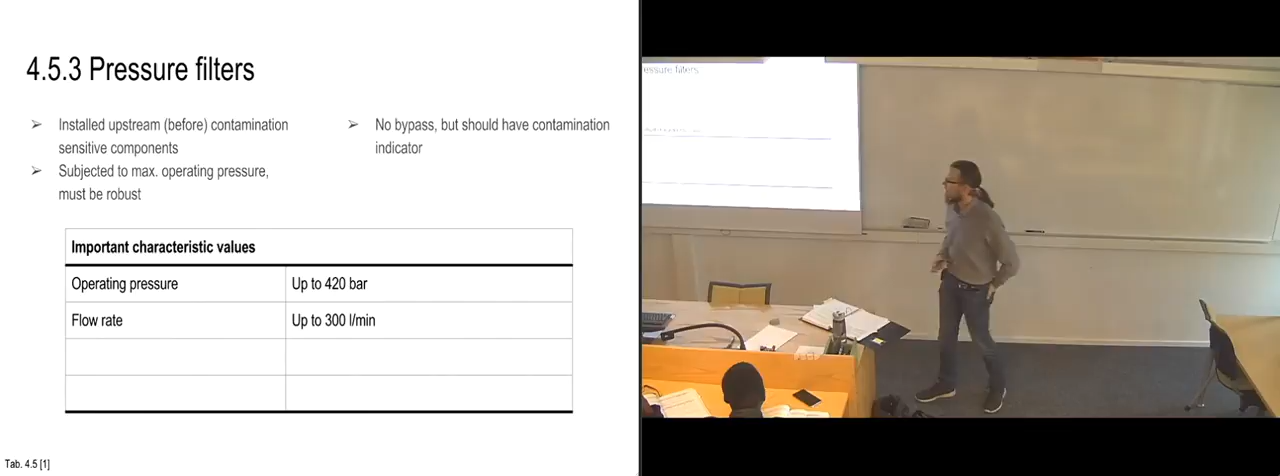 4.5.3 Pressure filters
➢ Installed upstream (before) contamination
sensitive components
➢ Subjected to max. operating pressure,
must be robust
➢ No bypass, but should have contamination
indicator
Important characteristic values
Operating pressure Up to 420 bar
Flow rate Up to 300 l/min
Tab. 4.5 [1]
essure filters